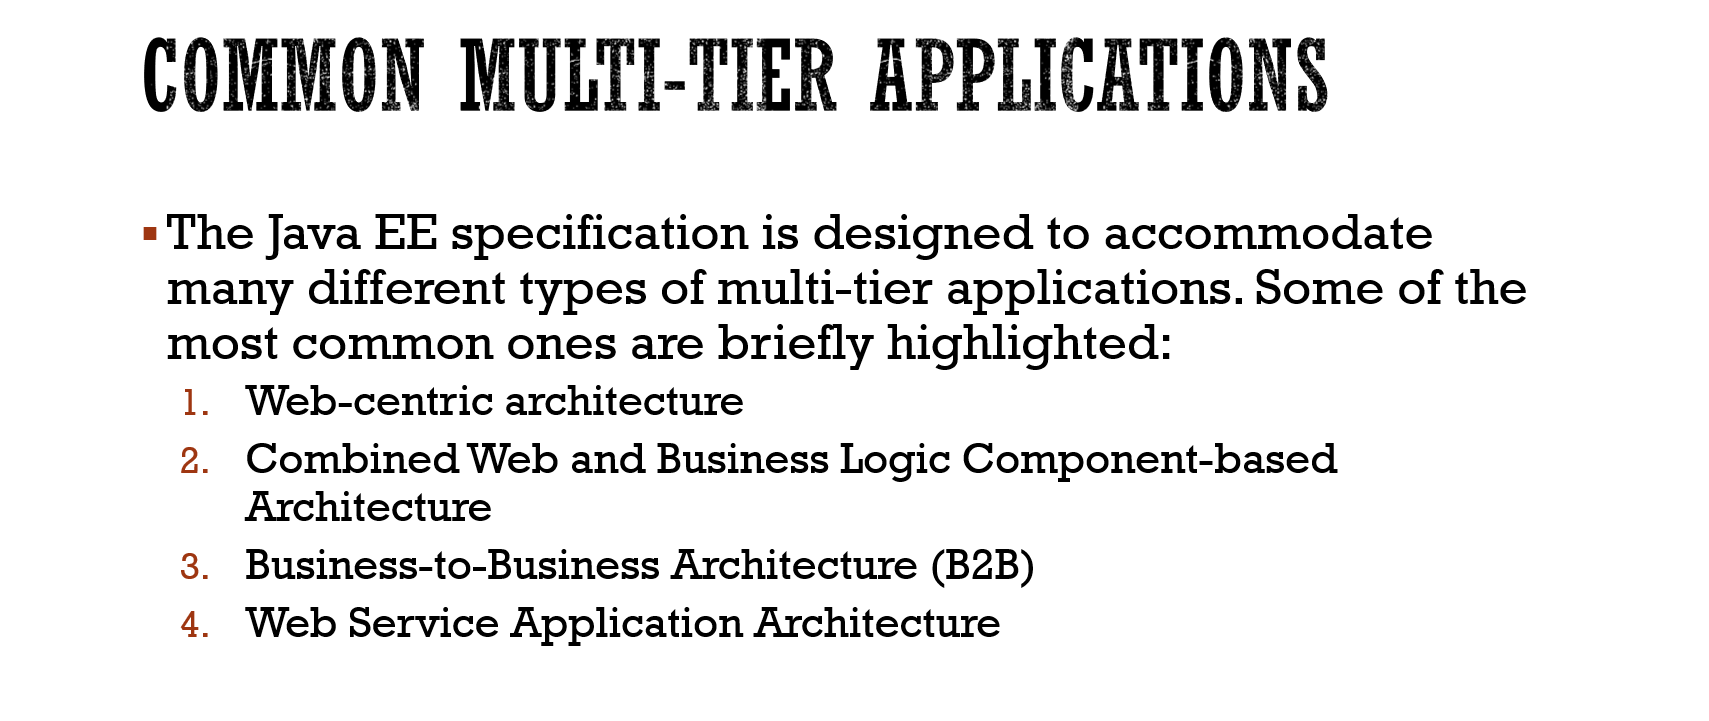 COMMON MULTI-TIER APPLICATIONS
▪ The Java EE specification is designed to accommodate
many different types of multi-tier applications. Some of the
most common ones are briefly highlighted:
1. Web-centric architecture
2. Combined Web and Business Logic Component-based
Architecture
3. Business-to-Business Architecture (B2B)
4. Web Service Application Architecture